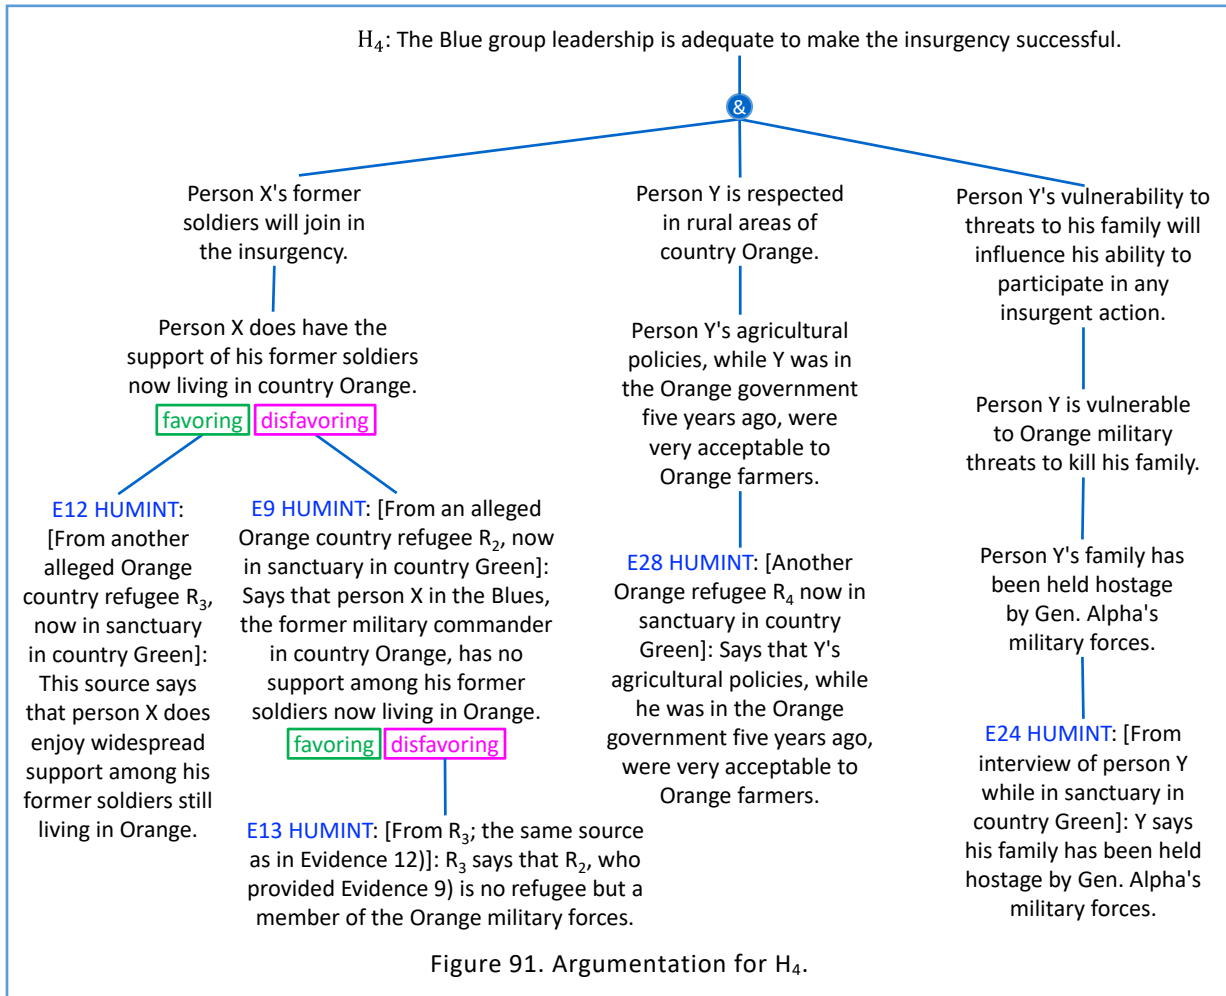 H₄: The Blue group leadership is adequate to make the insurgency successful.
&
Person X's former
soldiers will join in
the insurgency.
Person X does have the
support of his former soldiers
now living in country Orange.
favoring
disfavoring
E12 HUMINT:
[From another
alleged Orange
country refugee R₃,
now in sanctuary
in country Green]:
This source says
that person X does
enjoy widespread
support among his
former soldiers still
living in Orange.
E9 HUMINT: [From an alleged
Orange country refugee R₂, now
in sanctuary in country Green]:
Says that person X in the Blues,
the former military commander
in country Orange, has no
support among his former
soldiers now living in Orange.
favoring
disfavoring
E13 HUMINT: [From R₃; the same source
as in Evidence 12)]: R₃ says that R₂, who
provided Evidence 9) is no refugee but a
member of the Orange military forces.
Person Y is respected
in rural areas of
country Orange.
Person Y's agricultural
policies, while Y was in
the Orange government
five years ago, were
very acceptable to
Orange farmers.
E28 HUMINT: [Another
Orange refugee R₄ now in
sanctuary in country
Green]: Says that Y's
agricultural policies, while
he was in the Orange
government five years ago,
were very acceptable to
Orange farmers.
Person Y's vulnerability to
threats to his family will
influence his ability to
participate in any
insurgent action.
Person Y is vulnerable
to Orange military
threats to kill his family.
Person Y's family has
been held hostage
by Gen. Alpha's
military forces.
E24 HUMINT: [From
interview of person Y
while in sanctuary in
country Green]: Y says
his family has been held
hostage by Gen. Alpha's
military forces.
Figure 91. Argumentation for H₄.